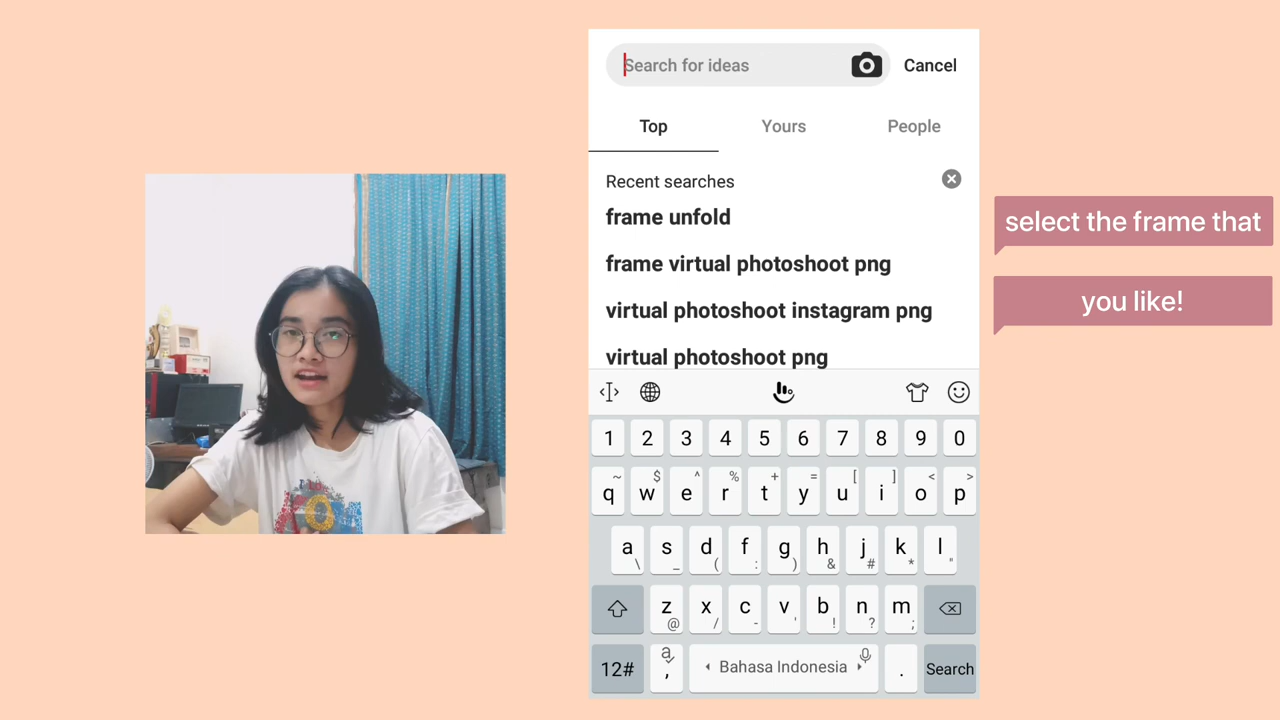 Search for ideas
Cancel
Top
Yours
People
Recent searches
frame unfold
frame virtual photoshoot png
virtual photoshoot instagram png
virtual photoshoot png
1 2 3 4 5 6 7 8 9 0
~ $ ^ % + = [ ] < >
q w e r t y u i o p
a s d f g h j k l
\ _ ( : ) & # * "
z x c v b n m
@ / - ' ! ? ;
12# a , Bahasa Indonesia . Search
select the frame that
you like!